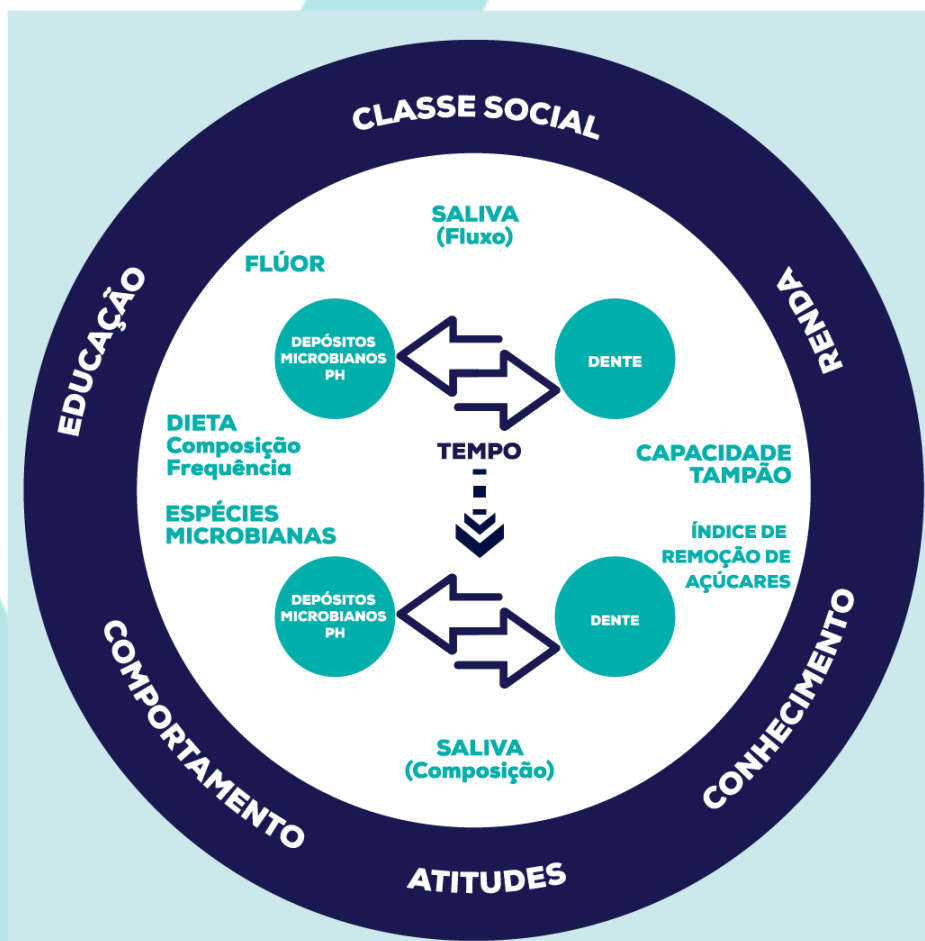 CLASSE SOCIAL
SALIVA
(Fluxo)
FLÚOR
EDUCAÇÃO
RENDA
DEPÓSITOS
MICROBIANOS
PH
DENTE
DIETA
Composição
Frequência
TEMPO
CAPACIDADE
TAMPÃO
ESPÉCIES
MICROBIANAS
ÍNDICE DE
REMOÇÃO DE
AÇÚCARES
DEPÓSITOS
MICROBIANOS
PH
DENTE
COMPORTAMENTO
CONHECIMENTO
SALIVA
(Composição)
ATITUDES